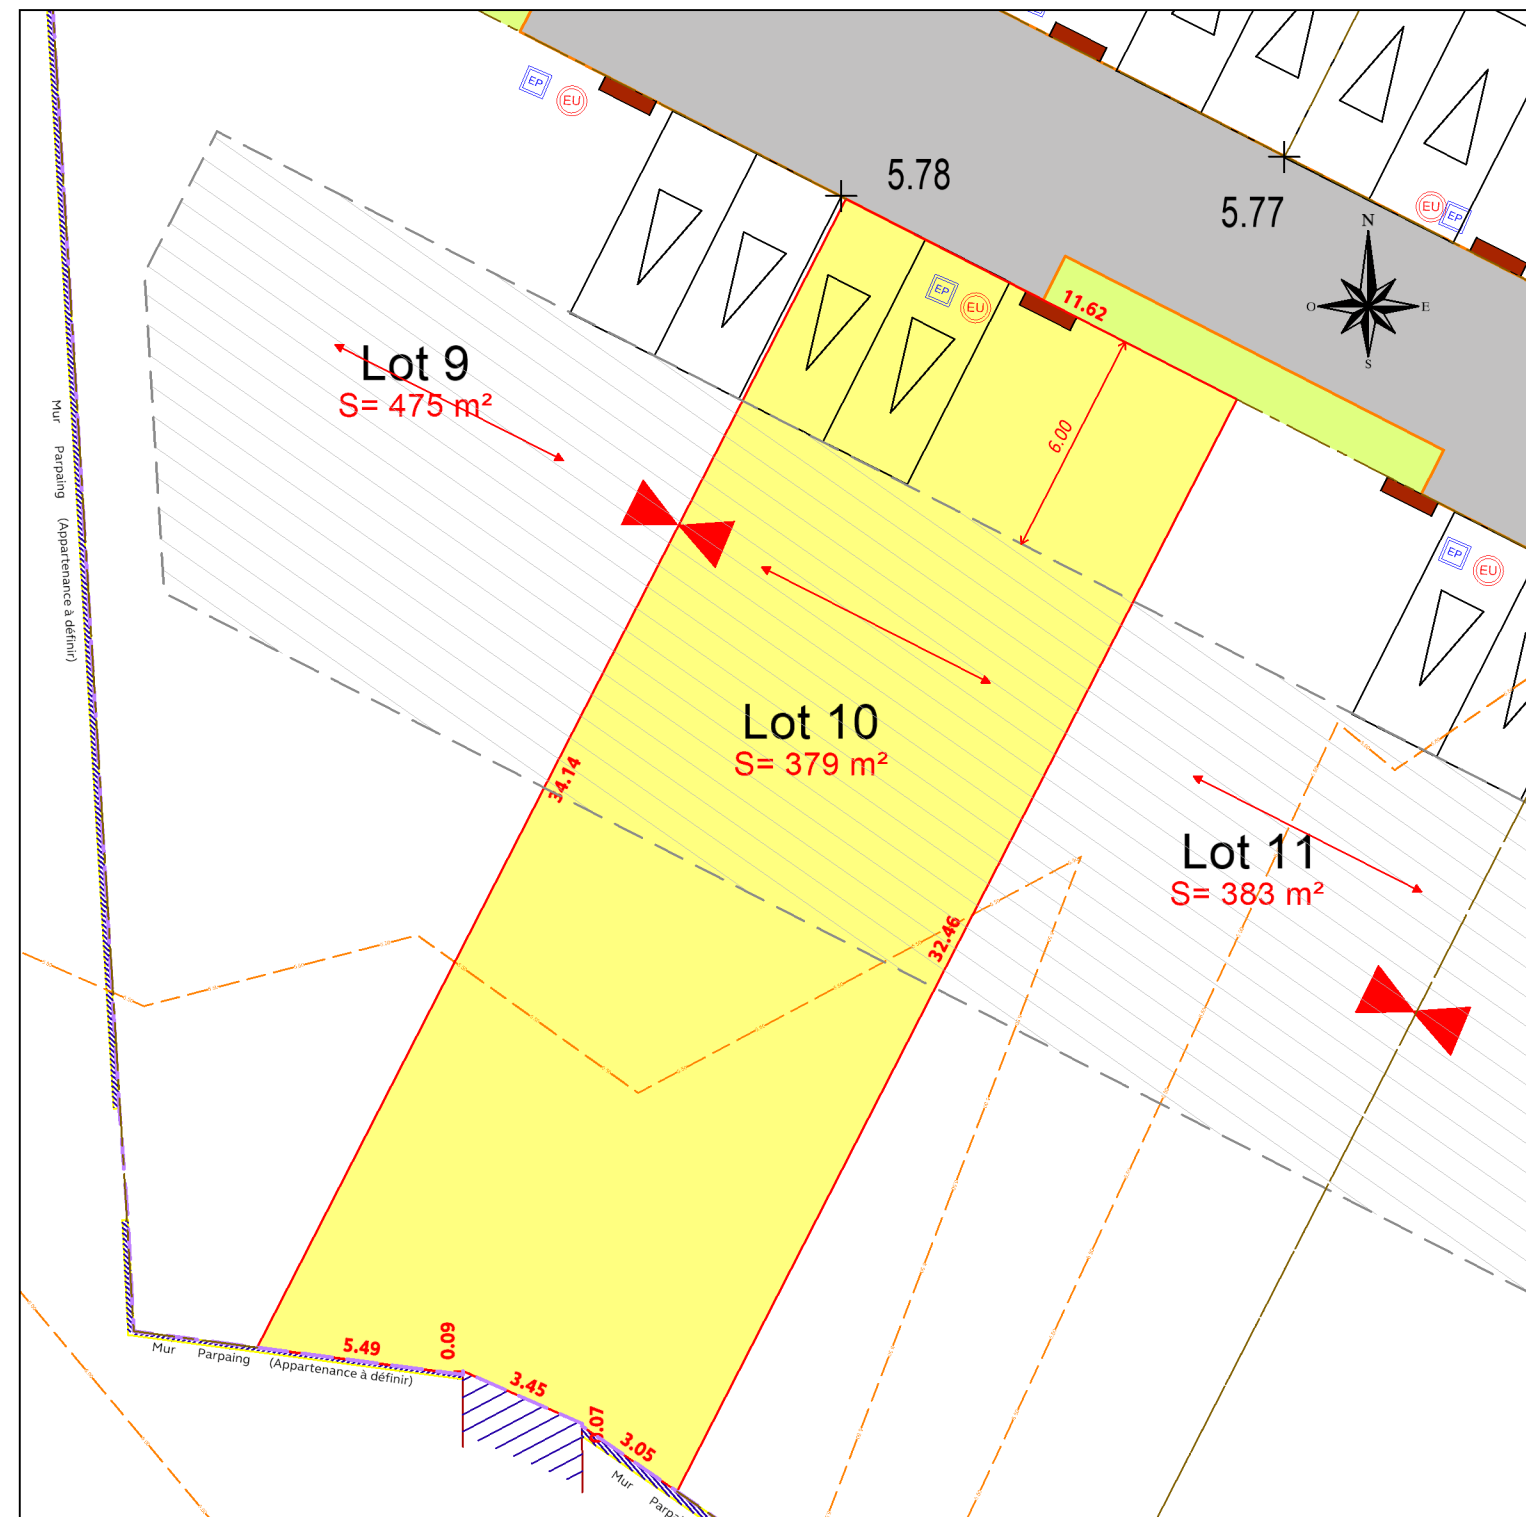 EP
EU
5.78
5.77
EU
EP
N
O
E
S
EP
EU
11.62
Lot 9
S= 475 m²
6.00
Mur Parpaing (Appartenance à définir)
EP
EU
Lot 10
S= 379 m²
34.14
Lot 11
S= 383 m²
32.46
5.49
0.09
Mur Parpaing (Appartenance à définir)
3.45
3.05
Mur